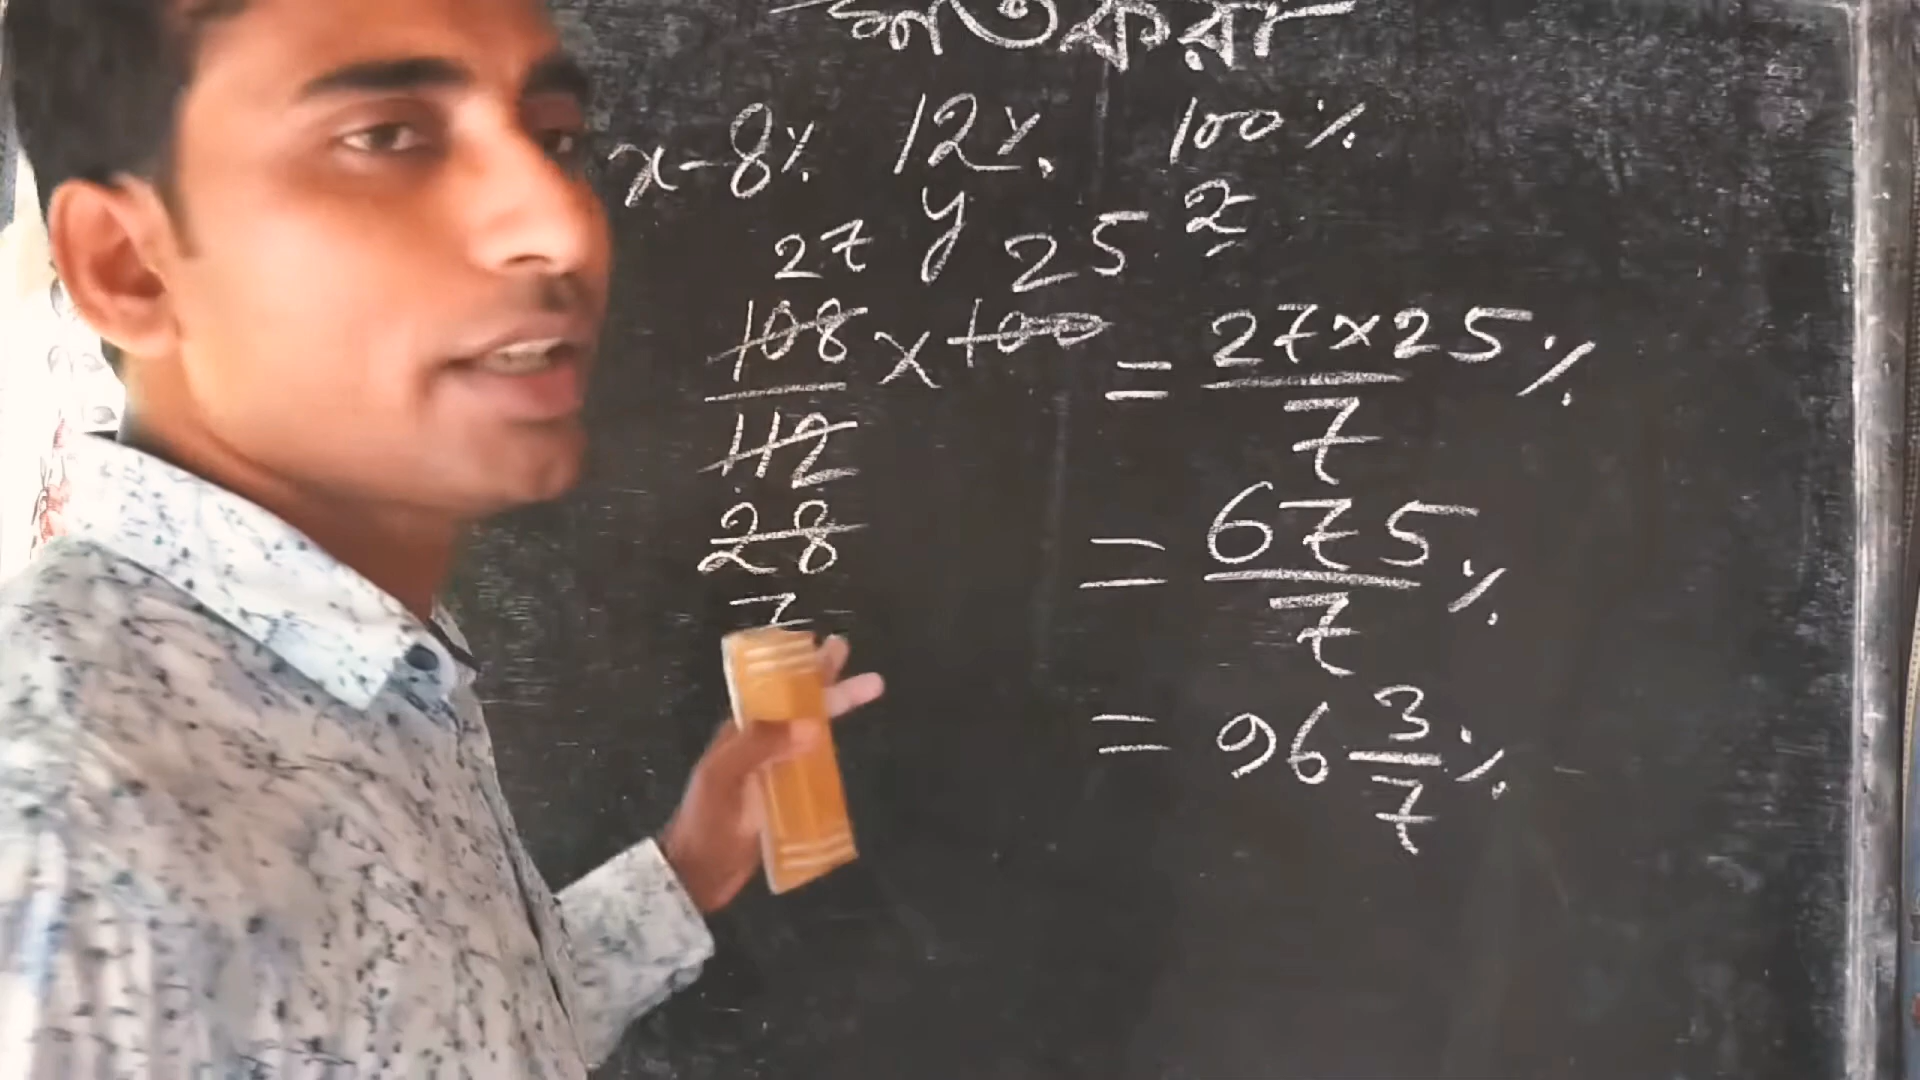 শতকরা
x-8% 12% 100%
y z
27 25
108/112 × 100 = 27×25/7 %
28
7
= 675/7 %
= 96 3/7 %